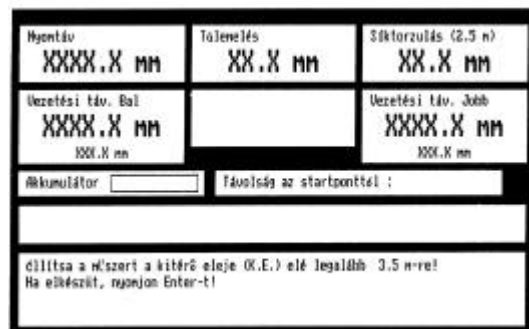 Nyomtáv
XXXX.X mm
Túlemelés
XX.X mm
Síktorzulás (2.5 m)
XX.X mm
Vezetési táv. Bal
XXXX.X mm
XXX.X mm
Vezetési táv. Jobb
XXXX.X mm
XXX.X mm
Akkumulátor
Távolság az startponttól :
állítsa a műszert a kitérő eleje (K.E.) elé legalább 3.5 m-re!
Ha elkészült, nyomjon Enter-t!